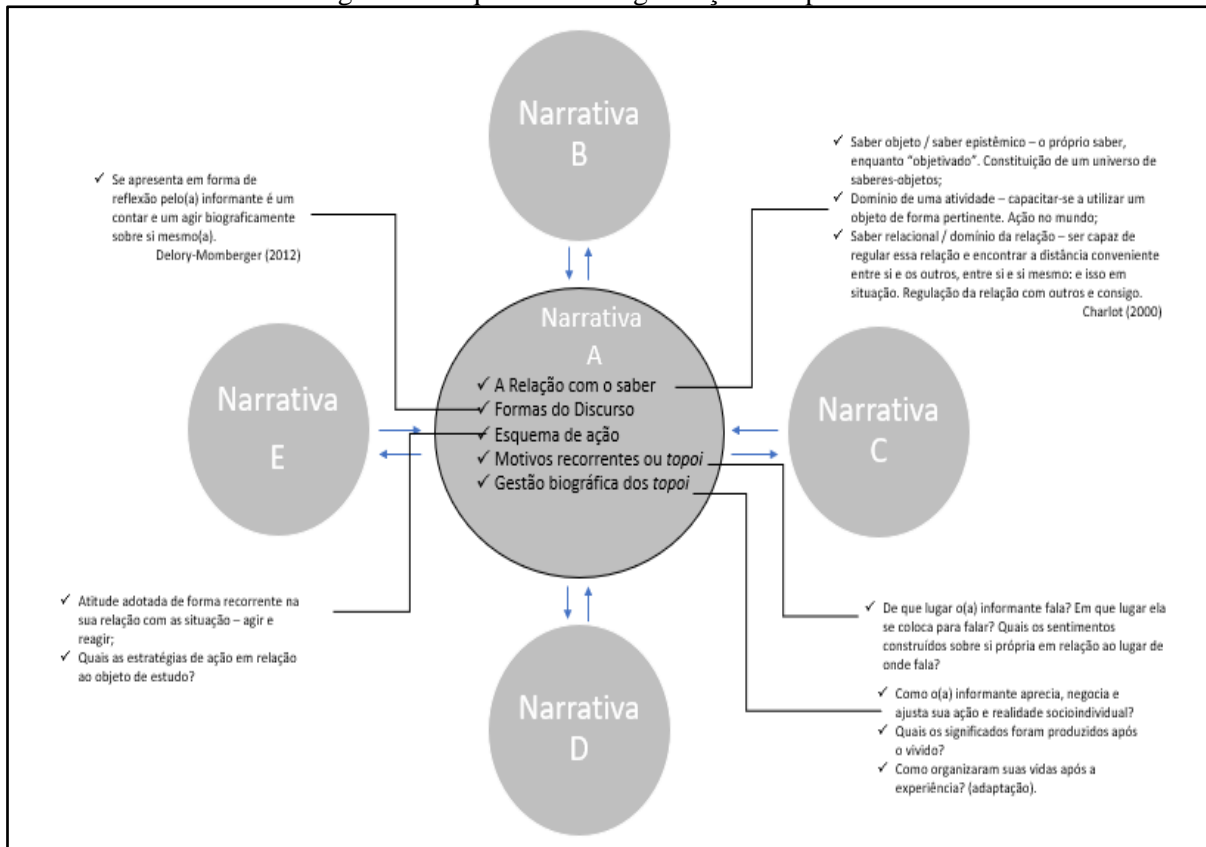 Narrativa
B
✓ Se apresenta em forma de
reflexão pelo(a) informante é um
contar e um agir biograficamente
sobre si mesmo(a).
Delory-Momberger (2012)
✓ Saber objeto / saber epistêmico – o próprio saber,
enquanto “objetivado”. Constituição de um universo de
saberes-objetos;
✓ Domínio de uma atividade – capacitar-se a utilizar um
objeto de forma pertinente. Ação no mundo;
✓ Saber relacional / domínio da relação – ser capaz de
regular essa relação e encontrar a distância conveniente
entre si e os outros, entre si e si mesmo: e isso em
situação. Regulação da relação com outros e consigo.
Charlot (2000)
Narrativa
E
Narrativa
A
✓ A Relação com o saber
✓ Formas do Discurso
✓ Esquema de ação
✓ Motivos recorrentes ou topoi
✓ Gestão biográfica dos topoi
Narrativa
C
✓ Atitude adotada de forma recorrente na
sua relação com as situação – agir e
reagir;
✓ Quais as estratégias de ação em relação
ao objeto de estudo?
Narrativa
D
✓ De que lugar o(a) informante fala? Em que lugar ela
se coloca para falar? Quais os sentimentos
construídos sobre si própria em relação ao lugar de
onde fala?
✓ Como o(a) informante aprecia, negocia e
ajusta sua ação e realidade socioindividual?
✓ Quais os significados foram produzidos após
o vivido?
✓ Como organizaram suas vidas após a
experiência? (adaptação).